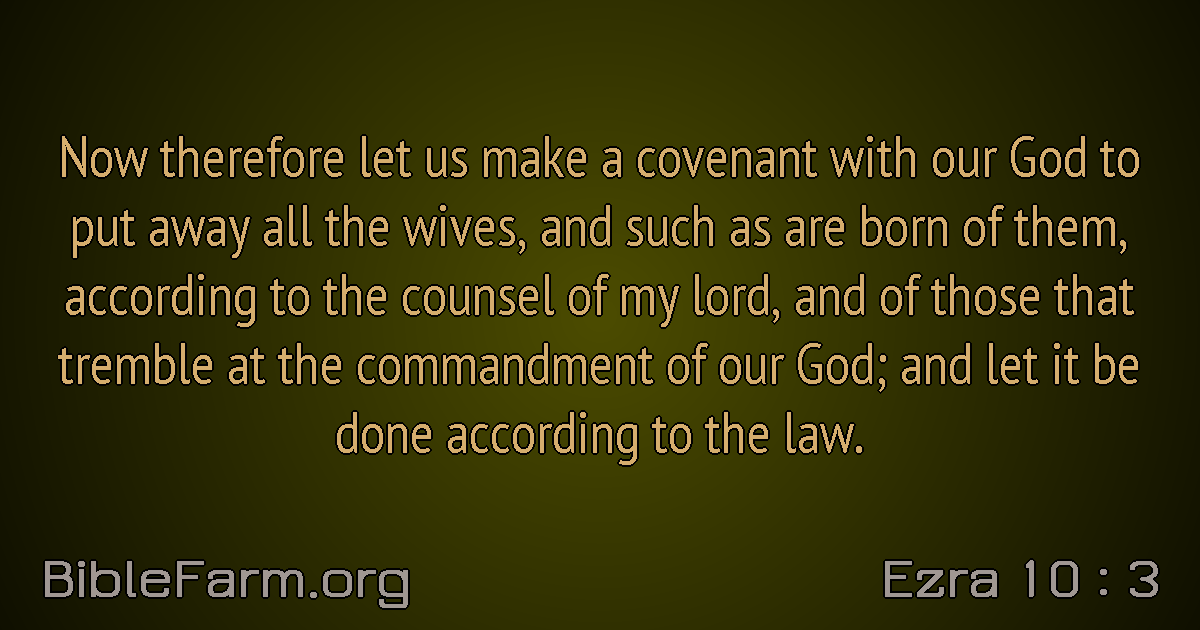 Now therefore let us make a covenant with our God to
put away all the wives, and such as are born of them,
according to the counsel of my lord, and of those that
tremble at the commandment of our God; and let it be
done according to the law.
BibleFarm.org
Ezra 10 : 3